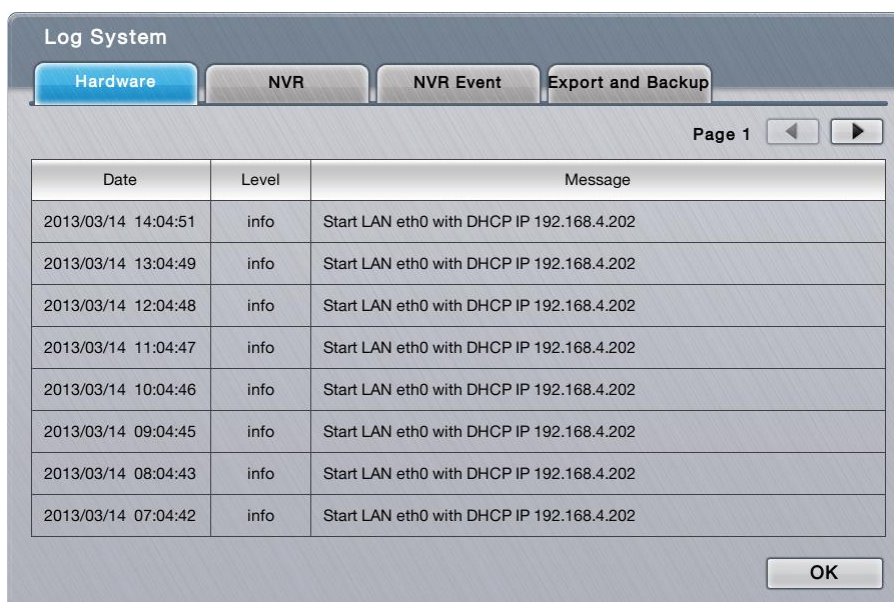 Log System
Hardware NVR NVR Event Export and Backup
Page 1
Date Level Message
2013/03/14 14:04:51 info Start LAN eth0 with DHCP IP 192.168.4.202
2013/03/14 13:04:49 info Start LAN eth0 with DHCP IP 192.168.4.202
2013/03/14 12:04:48 info Start LAN eth0 with DHCP IP 192.168.4.202
2013/03/14 11:04:47 info Start LAN eth0 with DHCP IP 192.168.4.202
2013/03/14 10:04:46 info Start LAN eth0 with DHCP IP 192.168.4.202
2013/03/14 09:04:45 info Start LAN eth0 with DHCP IP 192.168.4.202
2013/03/14 08:04:43 info Start LAN eth0 with DHCP IP 192.168.4.202
2013/03/14 07:04:42 info Start LAN eth0 with DHCP IP 192.168.4.202
OK